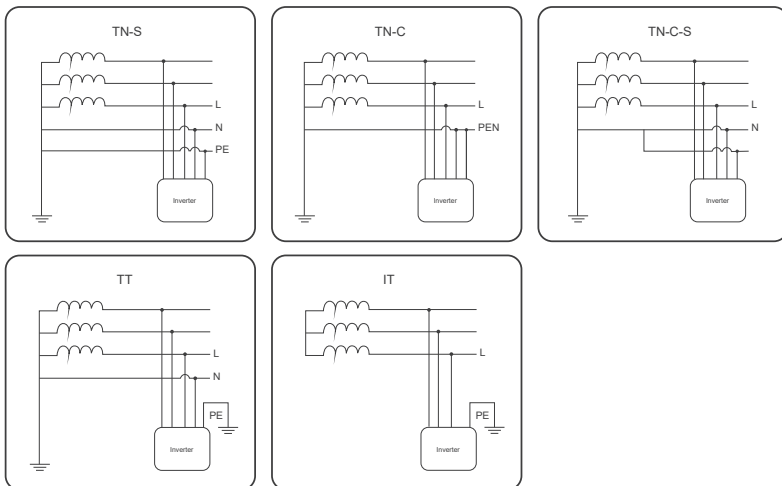 TN-S
L
N
PE
Inverter
TN-C
L
PEN
Inverter
TN-C-S
L
N
Inverter
TT
L
N
PE
Inverter
IT
L
PE
Inverter